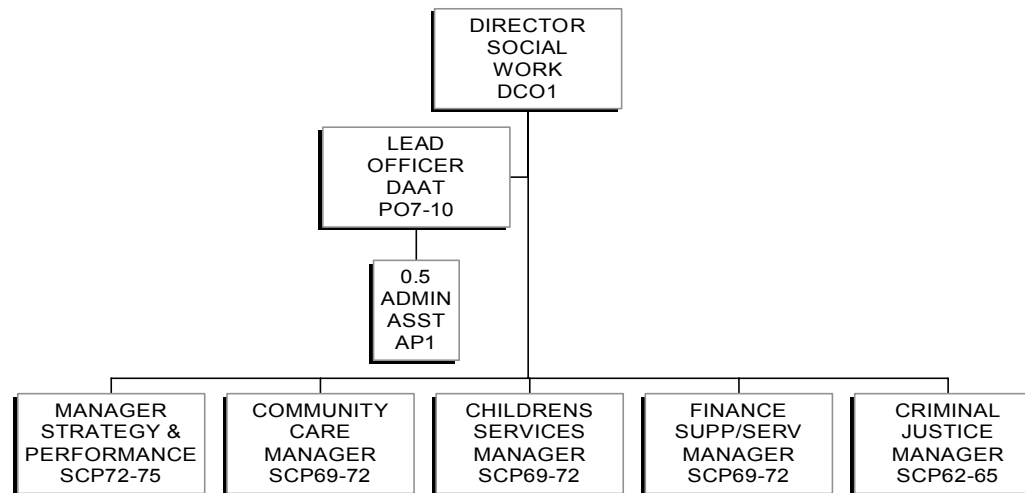 DIRECTOR
SOCIAL
WORK
DCO1
LEAD
OFFICER
DAAT
PO7-10
0.5
ADMIN
ASST
AP1
MANAGER
STRATEGY &
PERFORMANCE
SCP72-75
COMMUNITY
CARE
MANAGER
SCP69-72
CHILDRENS
SERVICES
MANAGER
SCP69-72
FINANCE
SUPP/SERV
MANAGER
SCP69-72
CRIMINAL
JUSTICE
MANAGER
SCP62-65